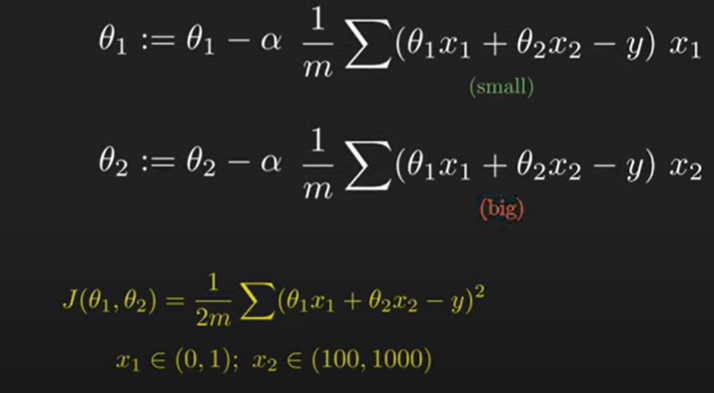 θ₁ := θ₁ − α 1/m ∑(θ₁x₁ + θ₂x₂ − y) x₁
(small)
θ₂ := θ₂ − α 1/m ∑(θ₁x₁ + θ₂x₂ − y) x₂
(big)
J(θ₁, θ₂) = 1/2m ∑(θ₁x₁ + θ₂x₂ − y)²
x₁ ∈ (0, 1); x₂ ∈ (100, 1000)